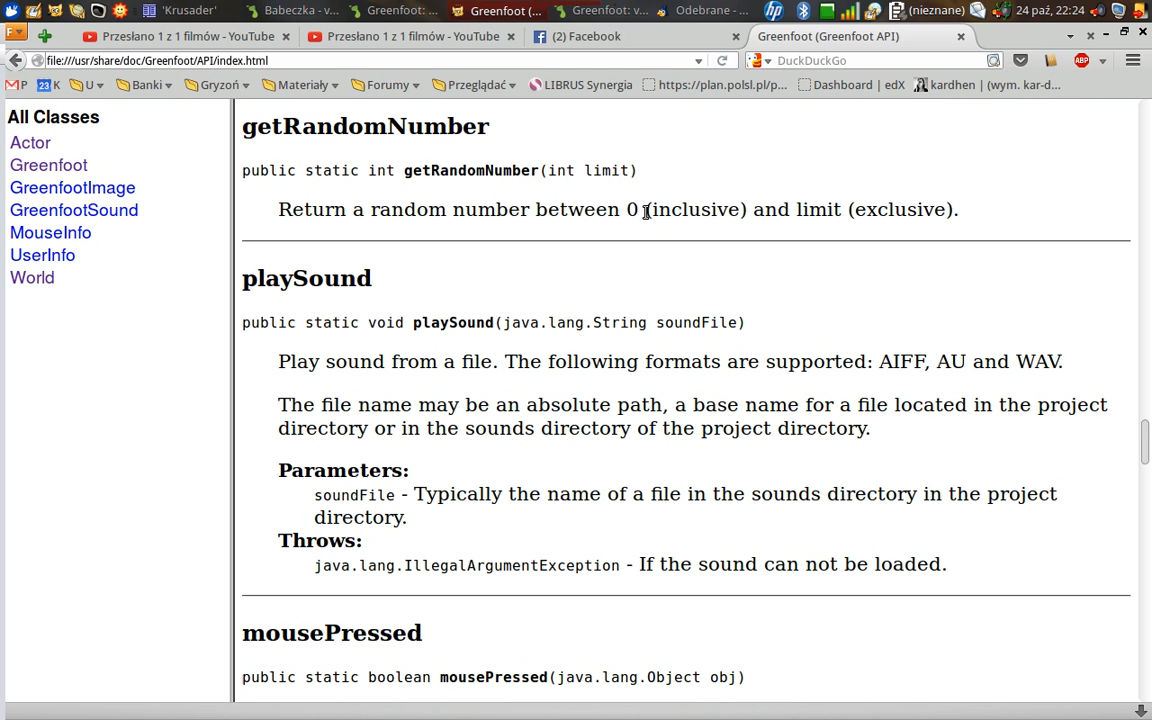 'Krusader' Babeczka - v... Greenfoot: ... Greenfoot (... Greenfoot: v... Odebrane - ... (nieznane) 24 paź, 22:24
F Przesłano 1 z 1 filmów - YouTube Przesłano 1 z 1 filmów - YouTube (2) Facebook Greenfoot (Greenfoot API)
file:///usr/share/doc/Greenfoot/API/index.html DuckDuckGo ABP
P 23 K U Banki Gryzoń Materiały Forumy Przeglądać LIBRUS Synergia https://plan.polsl.pl/p... Dashboard | edX kardhen | (wym. kar-d...
All Classes
Actor
Greenfoot
GreenfootImage
GreenfootSound
MouseInfo
UserInfo
World
getRandomNumber
public static int getRandomNumber(int limit)
Return a random number between 0 (inclusive) and limit (exclusive).
playSound
public static void playSound(java.lang.String soundFile)
Play sound from a file. The following formats are supported: AIFF, AU and WAV.
The file name may be an absolute path, a base name for a file located in the project
directory or in the sounds directory of the project directory.
Parameters:
soundFile - Typically the name of a file in the sounds directory in the project
directory.
Throws:
java.lang.IllegalArgumentException - If the sound can not be loaded.
mousePressed
public static boolean mousePressed(java.lang.Object obj)